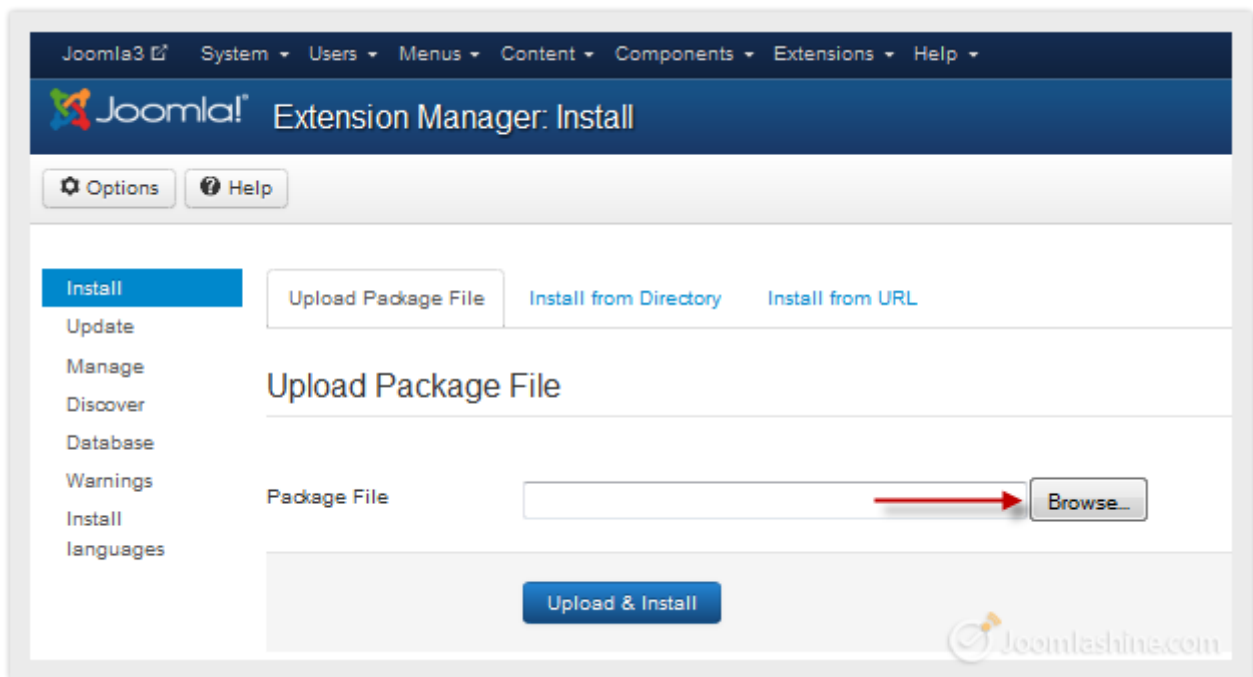 Joomla3 System Users Menus Content Components Extensions Help
Joomla!® Extension Manager: Install
Options Help
Install
Update
Manage
Discover
Database
Warnings
Install
languages
Upload Package File Install from Directory Install from URL
Upload Package File
Package File Browse...
Upload & Install
Joomlashine.com